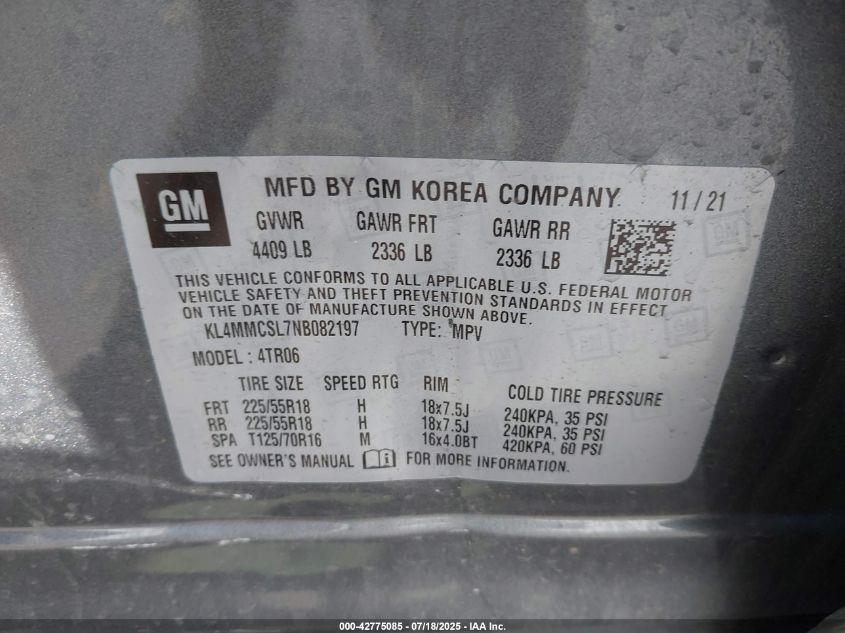 GM
MFD BY GM KOREA COMPANY 11/21
GVWR GAWR FRT GAWR RR
4409 LB 2336 LB 2336 LB
THIS VEHICLE CONFORMS TO ALL APPLICABLE U.S. FEDERAL MOTOR
VEHICLE SAFETY AND THEFT PREVENTION STANDARDS IN EFFECT
ON THE DATE OF MANUFACTURE SHOWN ABOVE.
KL4MMCSL7NB082197 TYPE: MPV
MODEL: 4TR06
TIRE SIZE SPEED RTG RIM COLD TIRE PRESSURE
FRT 225/55R18 H 18x7.5J 240KPA, 35 PSI
RR 225/55R18 H 18x7.5J 240KPA, 35 PSI
SPA T125/70R16 M 16x4.0BT 420KPA, 60 PSI
SEE OWNER'S MANUAL FOR MORE INFORMATION.
000-42775085 - 07/18/2025 - IAA Inc.